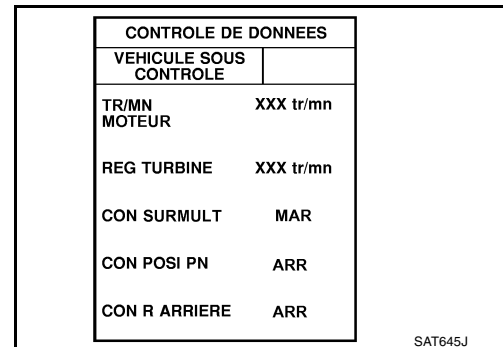 CONTROLE DE DONNEES
VEHICULE SOUS
CONTROLE
TR/MN XXX tr/mn
MOTEUR
REG TURBINE XXX tr/mn
CON SURMULT MAR
CON POSI PN ARR
CON R ARRIERE ARR
SAT645J